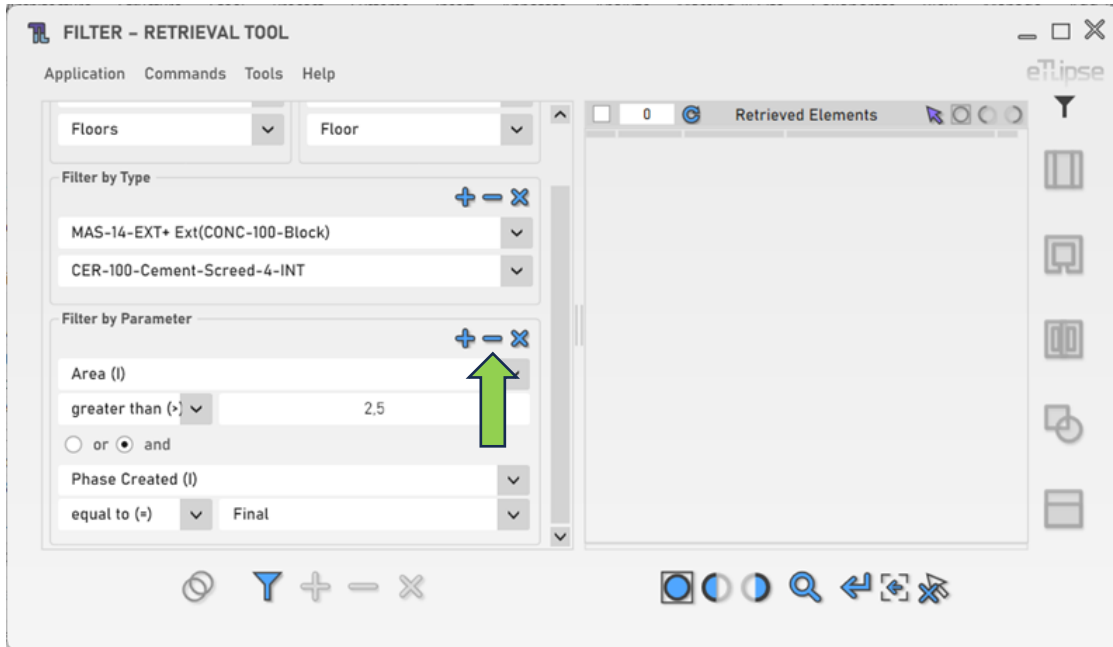 FILTER – RETRIEVAL TOOL
Application Commands Tools Help
eTLipse
Floors
Floor
0
Retrieved Elements
Filter by Type
MAS-14-EXT+ Ext(CONC-100-Block)
CER-100-Cement-Screed-4-INT
Filter by Parameter
Area (I)
greater than (>)
2,5
or
and
Phase Created (I)
equal to (=)
Final